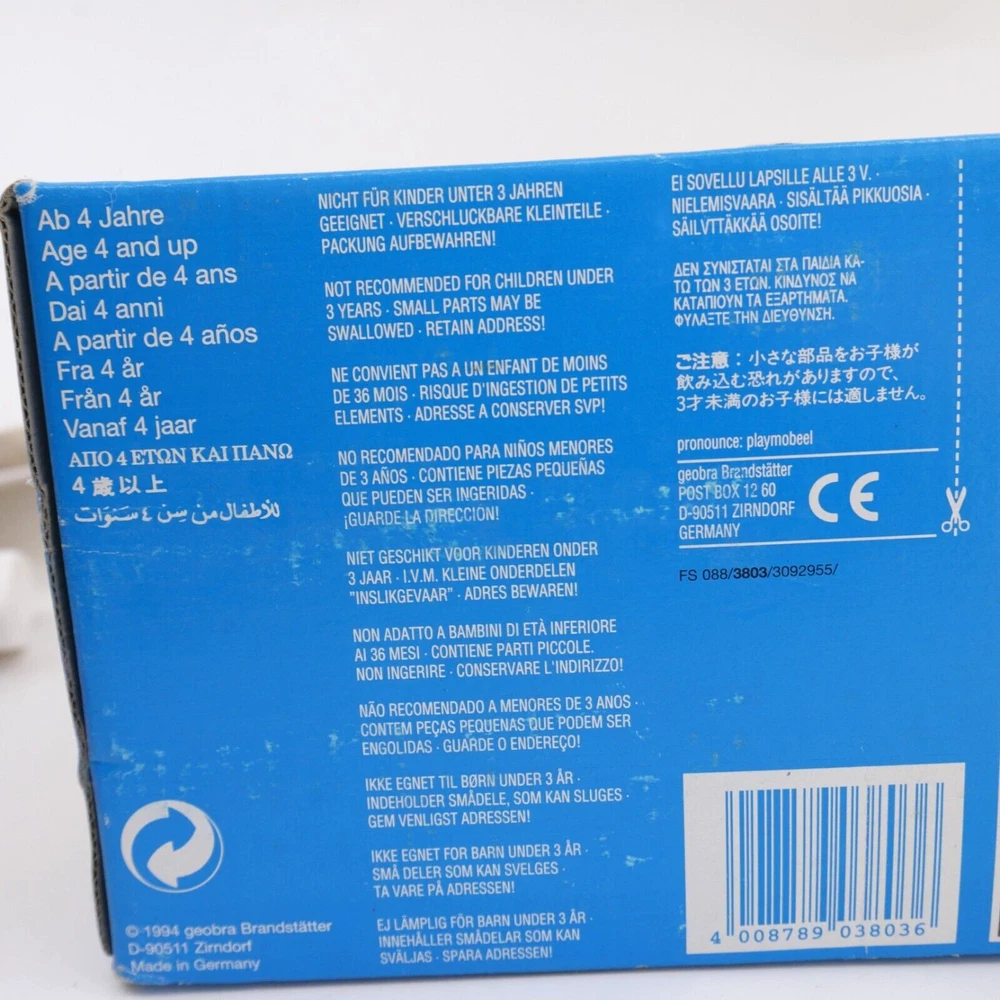 Ab 4 Jahre
Age 4 and up
A partir de 4 ans
Dai 4 anni
A partir de 4 años
Fra 4 år
Från 4 år
Vanaf 4 jaar
ΑΠΟ 4 ΕΤΩΝ ΚΑΙ ΠΑΝΩ
4 歳以上
للأطفال من سن ٤ سنوات
© 1994 geobra Brandstätter
D-90511 Zirndorf
Made in Germany
NICHT FÜR KINDER UNTER 3 JAHREN
GEEIGNET · VERSCHLUCKBARE KLEINTEILE ·
PACKUNG AUFBEWAHREN!
NOT RECOMMENDED FOR CHILDREN UNDER
3 YEARS · SMALL PARTS MAY BE
SWALLOWED · RETAIN ADDRESS!
NE CONVIENT PAS A UN ENFANT DE MOINS
DE 36 MOIS · RISQUE D'INGESTION DE PETITS
ELEMENTS · ADRESSE A CONSERVER SVP!
NO RECOMENDADO PARA NIÑOS MENORES
DE 3 AÑOS · CONTIENE PIEZAS PEQUEÑAS
QUE PUEDEN SER INGERIDAS ·
¡GUARDE LA DIRECCION!
NIET GESCHIKT VOOR KINDEREN ONDER
3 JAAR · I.V.M. KLEINE ONDERDELEN
"INSLIKGEVAAR" · ADRES BEWAREN!
NON ADATTO A BAMBINI DI ETÀ INFERIORE
AI 36 MESI · CONTIENE PARTI PICCOLE.
NON INGERIRE · CONSERVARE L'INDIRIZZO!
NÃO RECOMENDADO A MENORES DE 3 ANOS ·
CONTEM PEÇAS PEQUENAS QUE PODEM SER
ENGOLIDAS · GUARDE O ENDEREÇO!
IKKE EGNET TIL BØRN UNDER 3 ÅR ·
INDEHOLDER SMÅDELE, SOM KAN SLUGES ·
GEM VENLIGST ADRESSEN!
IKKE EGNET FOR BARN UNDER 3 ÅR ·
SMÅ DELER SOM KAN SVELGES ·
TA VARE PÅ ADRESSEN!
EJ LÄMPLIG FÖR BARN UNDER 3 ÅR ·
INNEHÅLLER SMÅDELAR SOM KAN
SVÄLJAS · SPARA ADRESSEN!
EI SOVELLU LAPSILLE ALLE 3 V. ·
NIELEMISVAARA · SISÄLTÄÄ PIKKUOSIA ·
SÄILVTTÄKKÄÄ OSOITE!
ΔΕΝ ΣΥΝΙΣΤΑΤΑΙ ΣΤΑ ΠΑΙΔΙΑ ΚΑ-
ΤΩ ΤΩΝ 3 ΕΤΩΝ. ΚΙΝΔΥΝΟΣ ΝΑ
ΚΑΤΑΠΙΟΥΝ ΤΑ ΕΞΑΡΤΗΜΑΤΑ.
ΦΥΛΑΞΤΕ ΤΗΝ ΔΙΕΥΘΥΝΣΗ.
ご注意：小さな部品をお子様が
飲み込む恐れがありますので、
3才未満のお子様には適しません。
pronounce: playmobeel
geobra Brandstätter
POST BOX 12 60
D-90511 ZIRNDORF
GERMANY
CE
FS 088/3803/3092955/
4 008789 038036